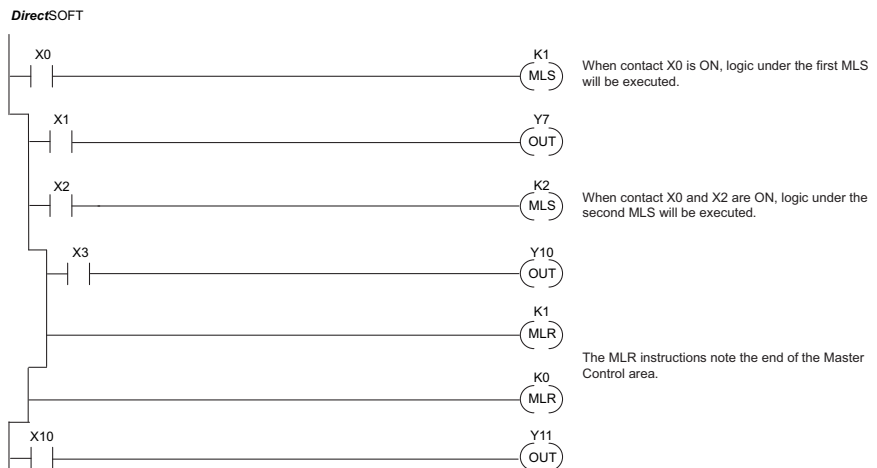 DirectSOFT
X0
K1
MLS
When contact X0 is ON, logic under the first MLS
will be executed.
X1
Y7
OUT
X2
K2
MLS
When contact X0 and X2 are ON, logic under the
second MLS will be executed.
X3
Y10
OUT
K1
MLR
The MLR instructions note the end of the Master
Control area.
K0
MLR
X10
Y11
OUT